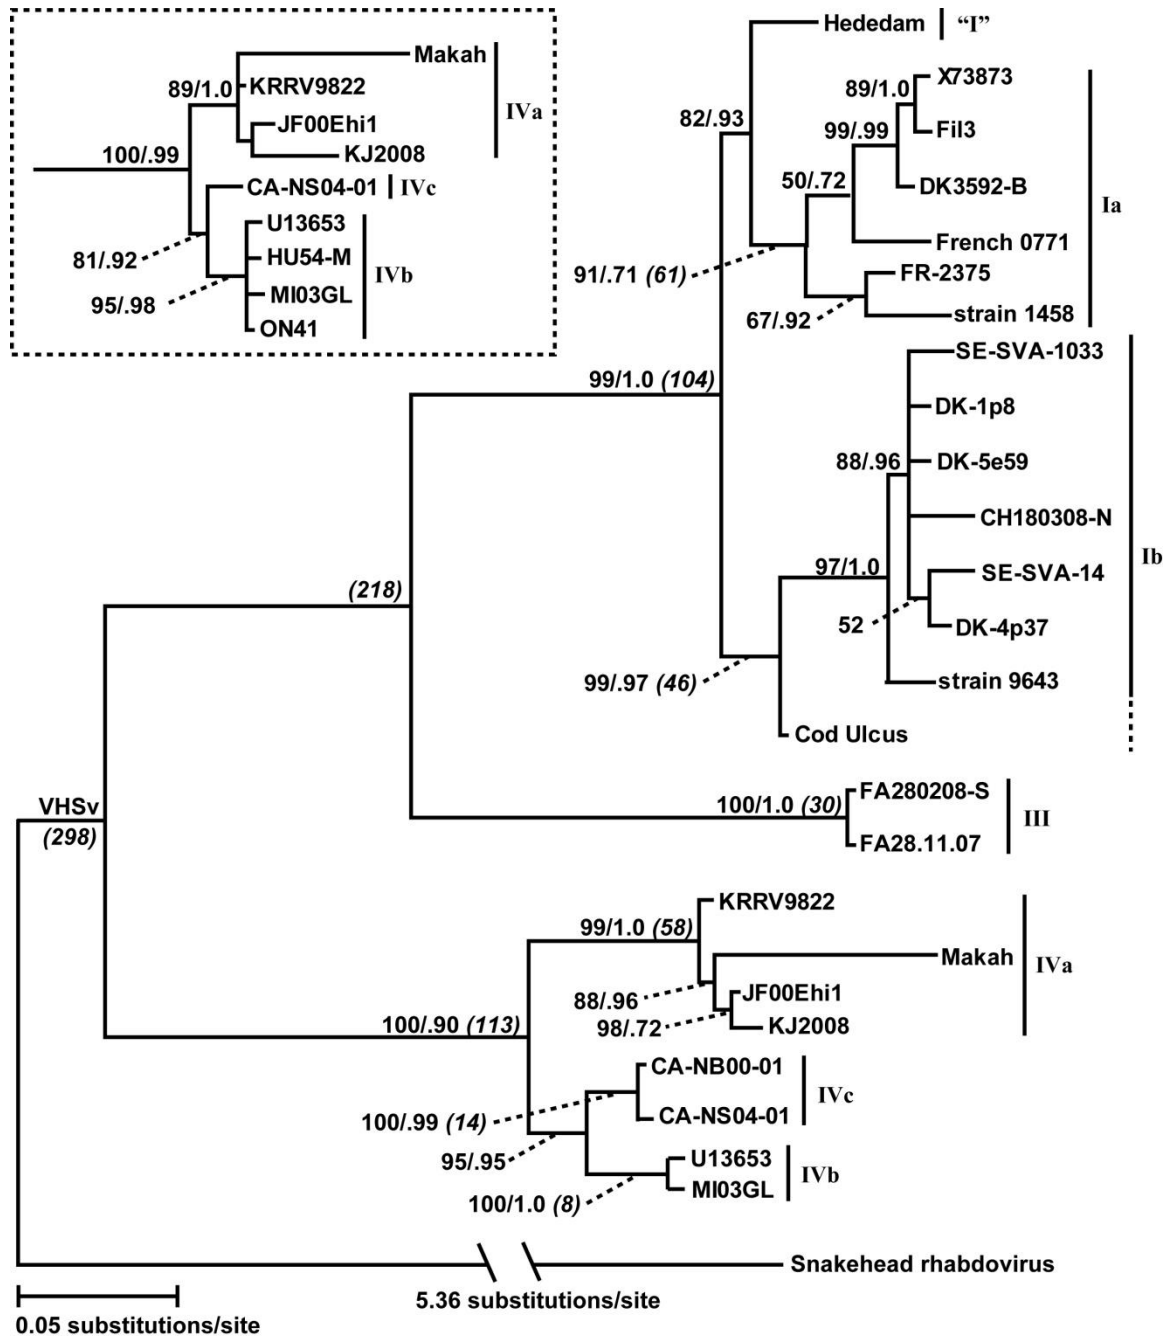 Makah
89/1.0
KRRV9822
IVa
JF00Ehi1
100/.99
KJ2008
CA-NS04-01
IVc
U13653
81/.92
HU54-M
IVb
95/.98
MI03GL
ON41
Hededam
“I”
X73873
89/1.0
82/.93
99/.99
Fil3
50/.72
DK3592-B
Ia
French 0771
91/.71 (61)
FR-2375
67/.92
strain 1458
SE-SVA-1033
99/1.0 (104)
DK-1p8
88/.96
DK-5e59
CH180308-N
Ib
97/1.0
SE-SVA-14
(218)
52
DK-4p37
99/.97 (46)
strain 9643
Cod Ulcus
FA280208-S
VHSv
100/1.0 (30)
III
(298)
FA28.11.07
KRRV9822
99/1.0 (58)
Makah
IVa
88/.96
JF00Ehi1
98/.72
KJ2008
100/.90 (113)
CA-NB00-01
IVc
100/.99 (14)
CA-NS04-01
95/.95
U13653
IVb
MI03GL
100/1.0 (8)
Snakehead rhabdovirus
5.36 substitutions/site
0.05 substitutions/site